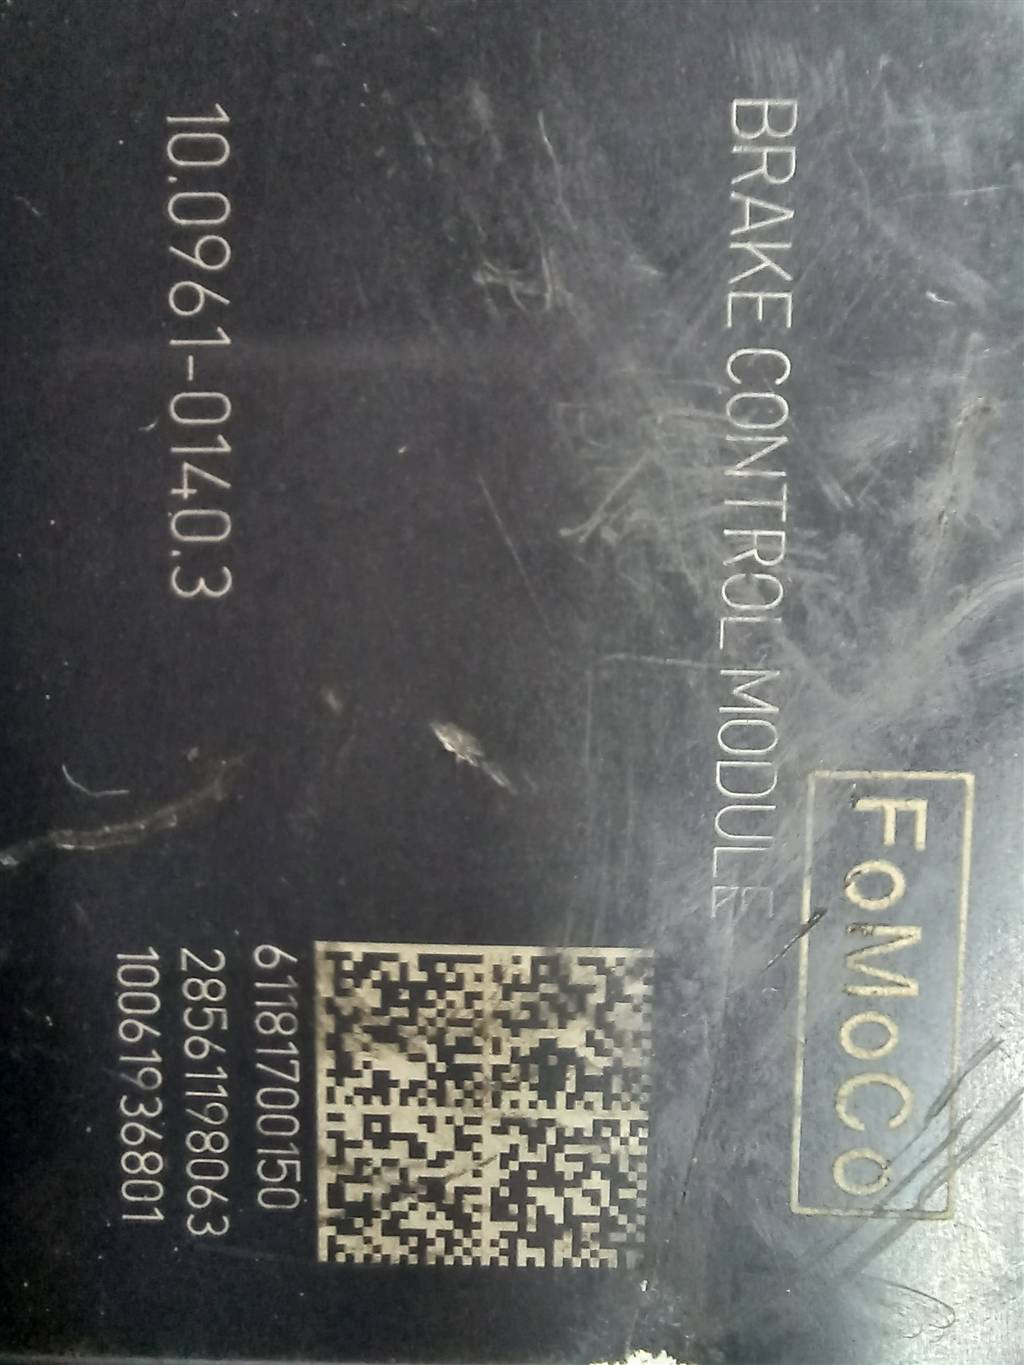 FoMoCo
BRAKE CONTROL MODULE
10.0961-0140.3
61181700150
28561198063
10061936801